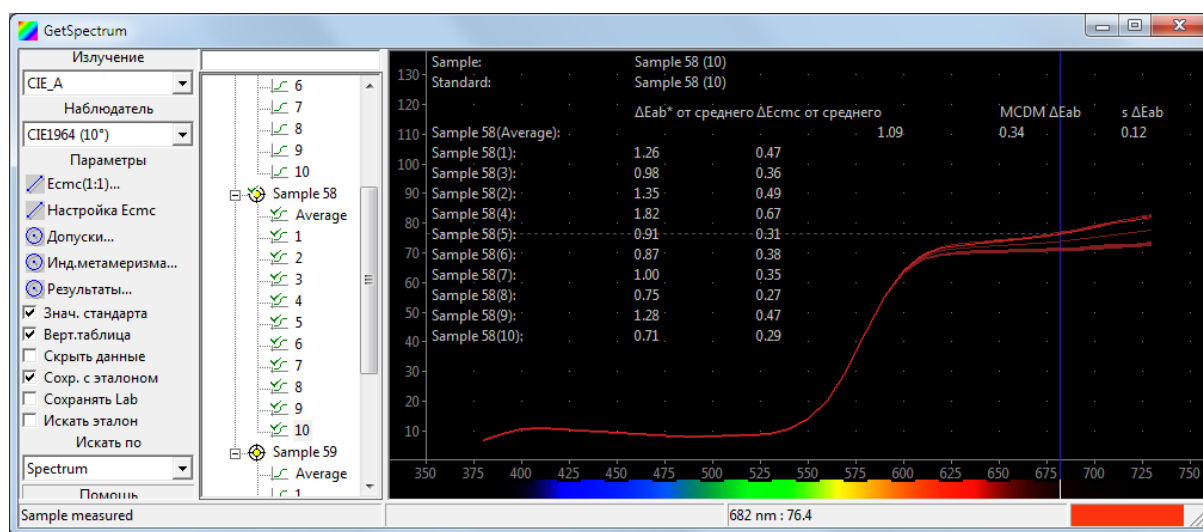 GetSpectrum
Излучение
CIE_A
Наблюдатель
CIE1964 (10°)
Параметры
Ecmc(1:1)...
Настройка Ecmc
Допуски...
Инд.метамеризма...
Результаты...
Знач. стандарта
Верт.таблица
Скрыть данные
Сохр. с эталоном
Сохранять Lab
Искать эталон
Искать по
Spectrum
Помощь
6
7
8
9
10
Sample 58
Average
1
2
3
4
5
6
7
8
9
10
Sample 59
Average
1
Sample: Sample 58 (10)
Standard: Sample 58 (10)
ΔEab* от среднего ΔEcmc от среднего MCDM ΔEab s ΔEab
Sample 58(Average): 1.09 0.34 0.12
Sample 58(1): 1.26 0.47
Sample 58(3): 0.98 0.36
Sample 58(2): 1.35 0.49
Sample 58(4): 1.82 0.67
Sample 58(5): 0.91 0.31
Sample 58(6): 0.87 0.38
Sample 58(7): 1.00 0.35
Sample 58(8): 0.75 0.27
Sample 58(9): 1.28 0.47
Sample 58(10): 0.71 0.29
130
120
110
100
90
80
70
60
50
40
30
20
10
350 375 400 425 450 475 500 525 550 575 600 625 650 675 700 725 750
Sample measured 682 nm : 76.4